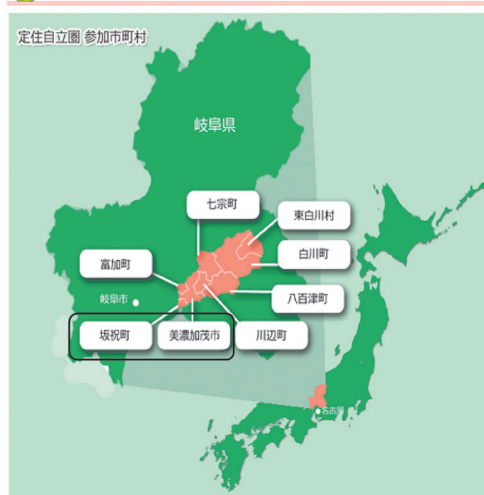 定住自立圏 参加市町村
岐阜県
七宗町
東白川村
富加町
白川町
岐阜市
八百津町
坂祝町
美濃加茂市
川辺町
名古屋